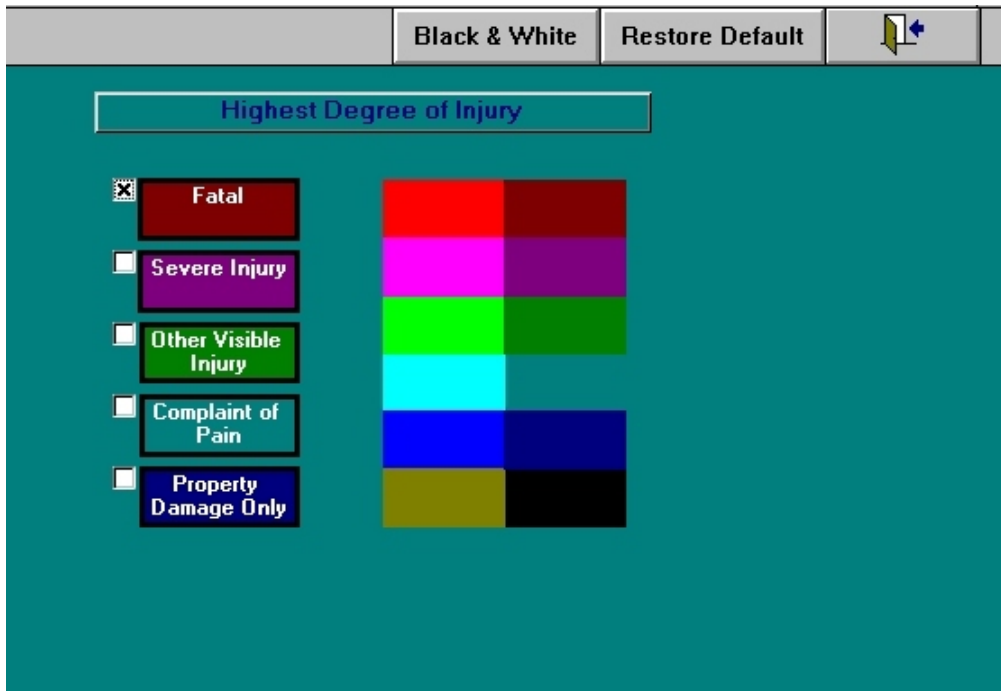 Black & White
Restore Default
Highest Degree of Injury
Fatal
Severe Injury
Other Visible
Injury
Complaint of
Pain
Property
Damage Only